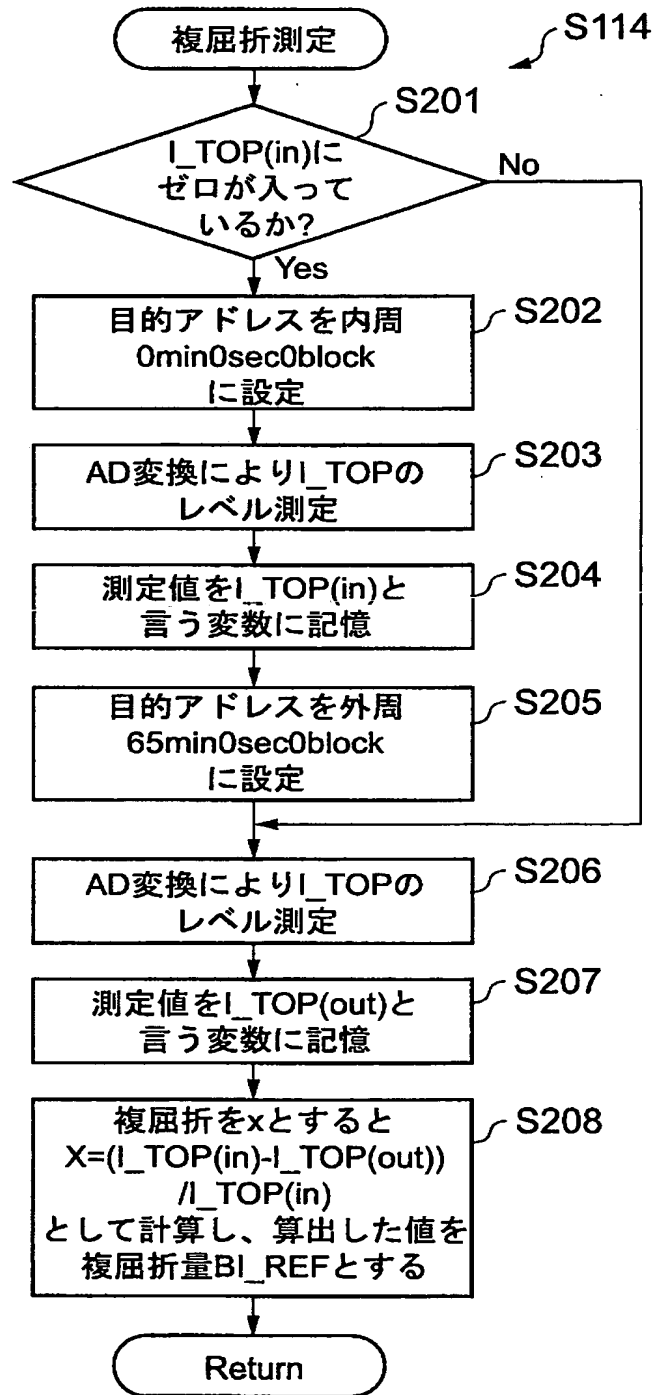 複屈折測定
S114
S201
I_TOP(in)に
ゼロが入って
いるか?
No
Yes
S202
目的アドレスを内周
0min0sec0block
に設定
S203
AD変換によりI_TOPの
レベル測定
S204
測定値をI_TOP(in)と
言う変数に記憶
S205
目的アドレスを外周
65min0sec0block
に設定
S206
AD変換によりI_TOPの
レベル測定
S207
測定値をI_TOP(out)と
言う変数に記憶
S208
複屈折をxとすると
X=(I_TOP(in)-I_TOP(out))
/I_TOP(in)
として計算し、算出した値を
複屈折量BI_REFとする
Return